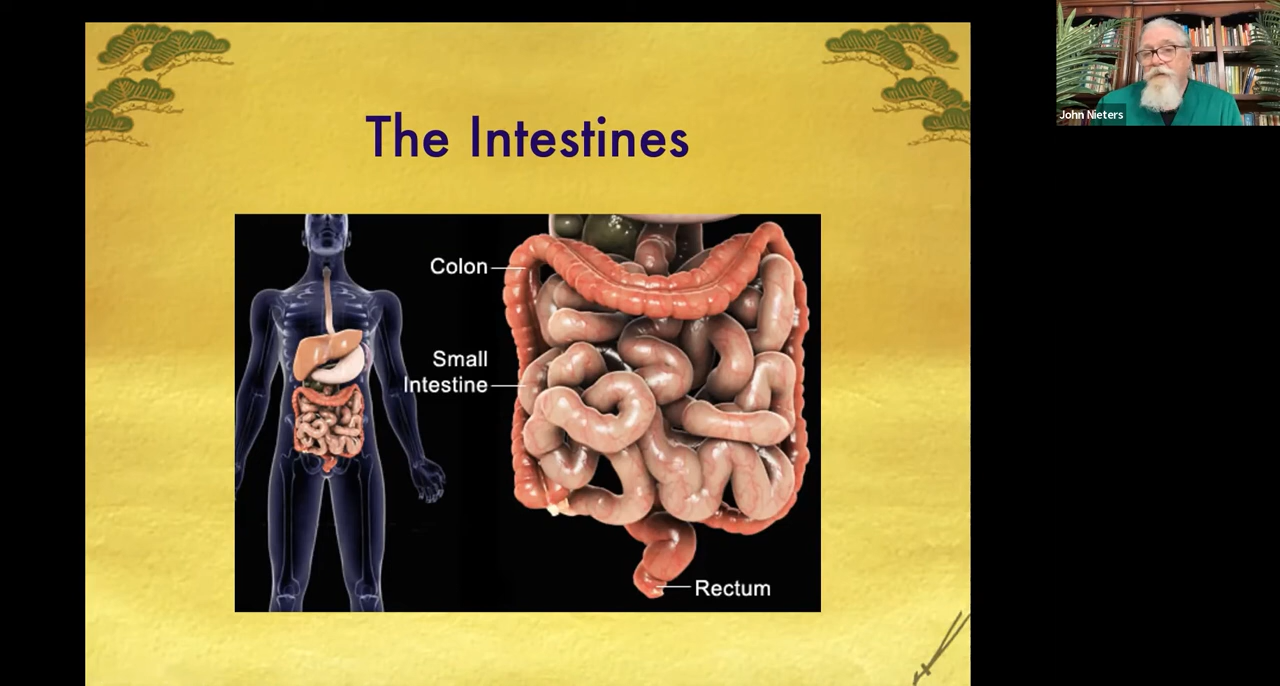 The Intestines
John Nieters
Colon
Small
Intestine
Rectum